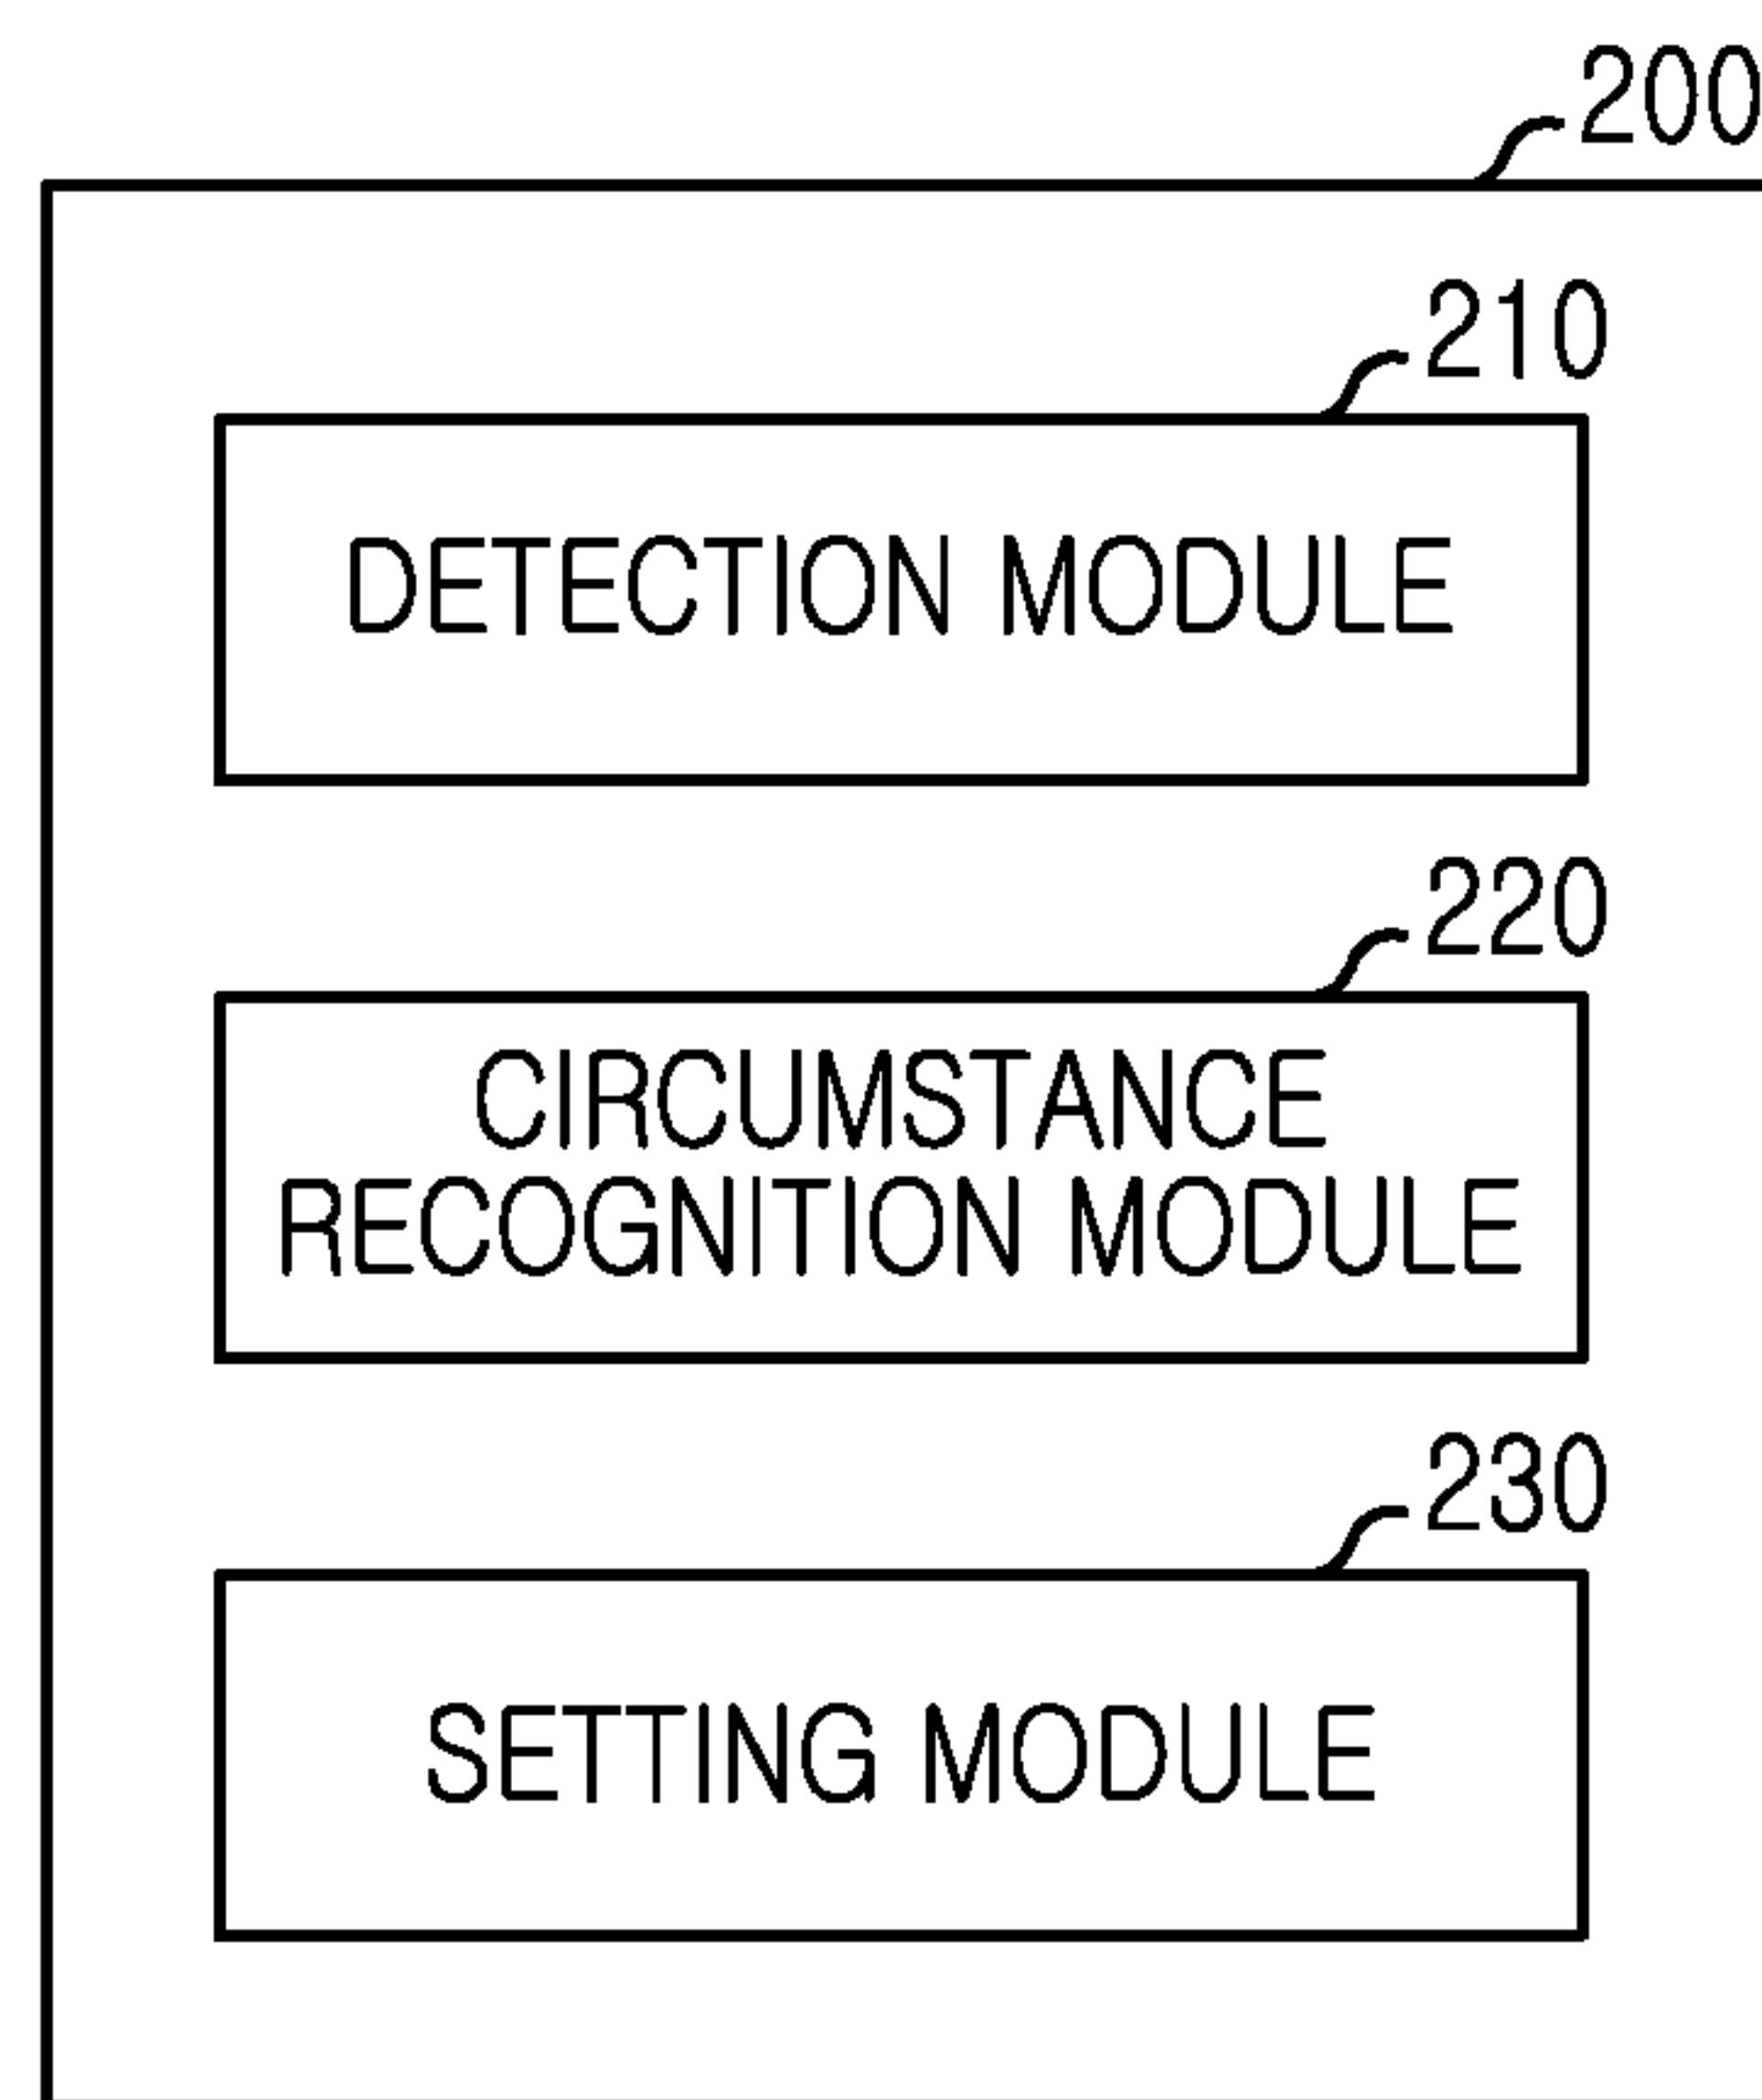 200
210
DETECTION MODULE
220
CIRCUMSTANCE
RECOGNITION MODULE
230
SETTING MODULE